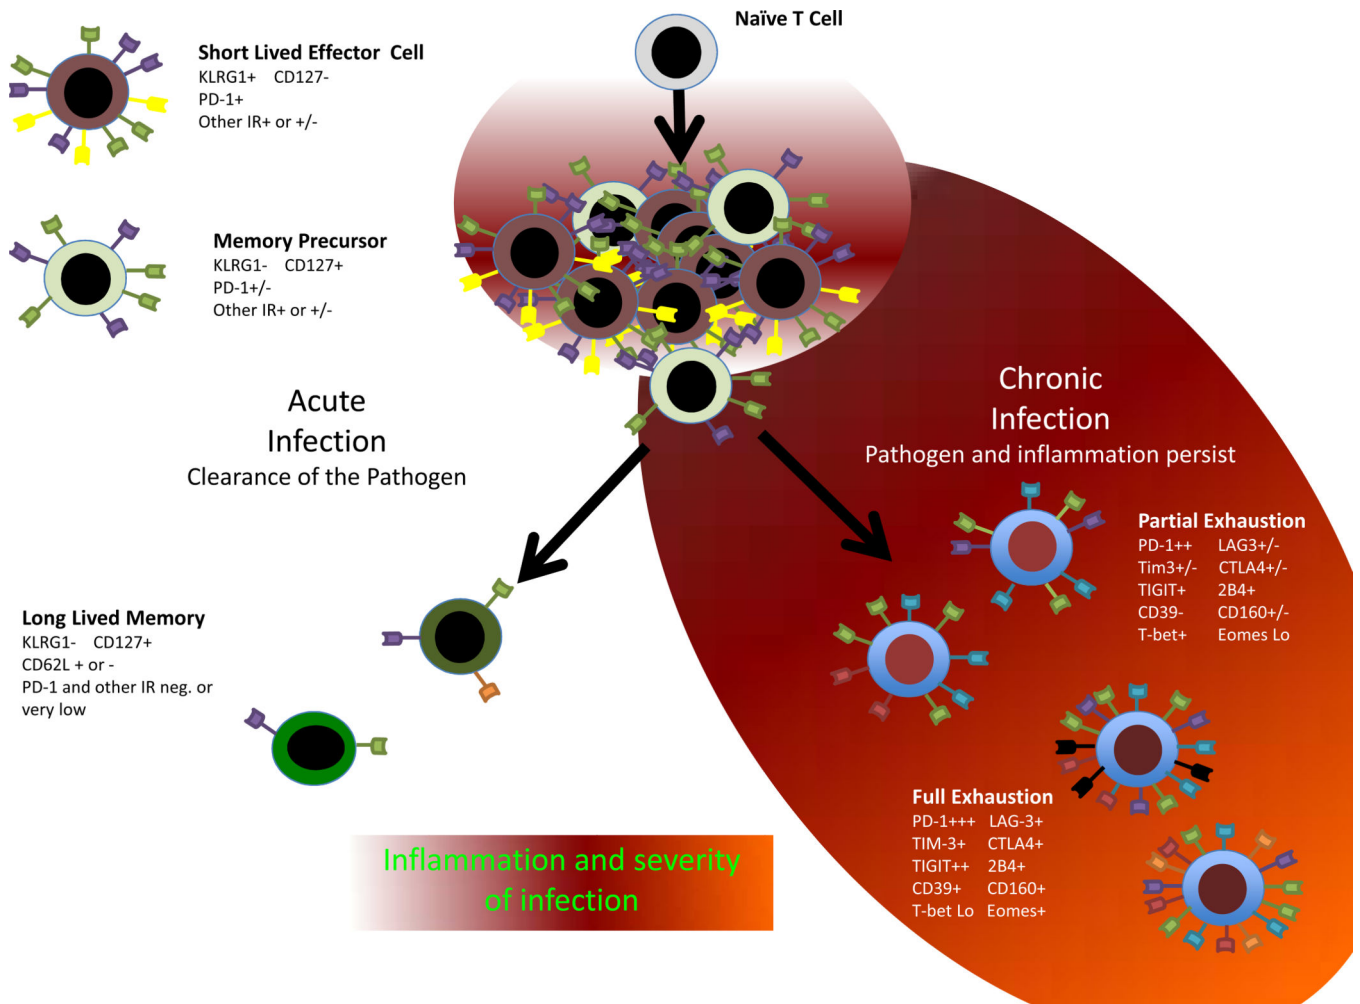 Naïve T Cell
Short Lived Effector Cell
KLRG1+ CD127-
PD-1+
Other IR+ or +/-
Memory Precursor
KLRG1- CD127+
PD-1+/-
Other IR+ or +/-
Acute
Infection
Clearance of the Pathogen
Chronic
Infection
Pathogen and inflammation persist
Partial Exhaustion
PD-1++ LAG3+/-
Tim3+/- CTLA4+/-
TIGIT+ 2B4+
CD39- CD160+/-
T-bet+ Eomes Lo
Long Lived Memory
KLRG1- CD127+
CD62L + or -
PD-1 and other IR neg. or
very low
Full Exhaustion
PD-1+++ LAG-3+
TIM-3+ CTLA4+
TIGIT++ 2B4+
CD39+ CD160+
T-bet Lo Eomes+
Inflammation and severity
of infection